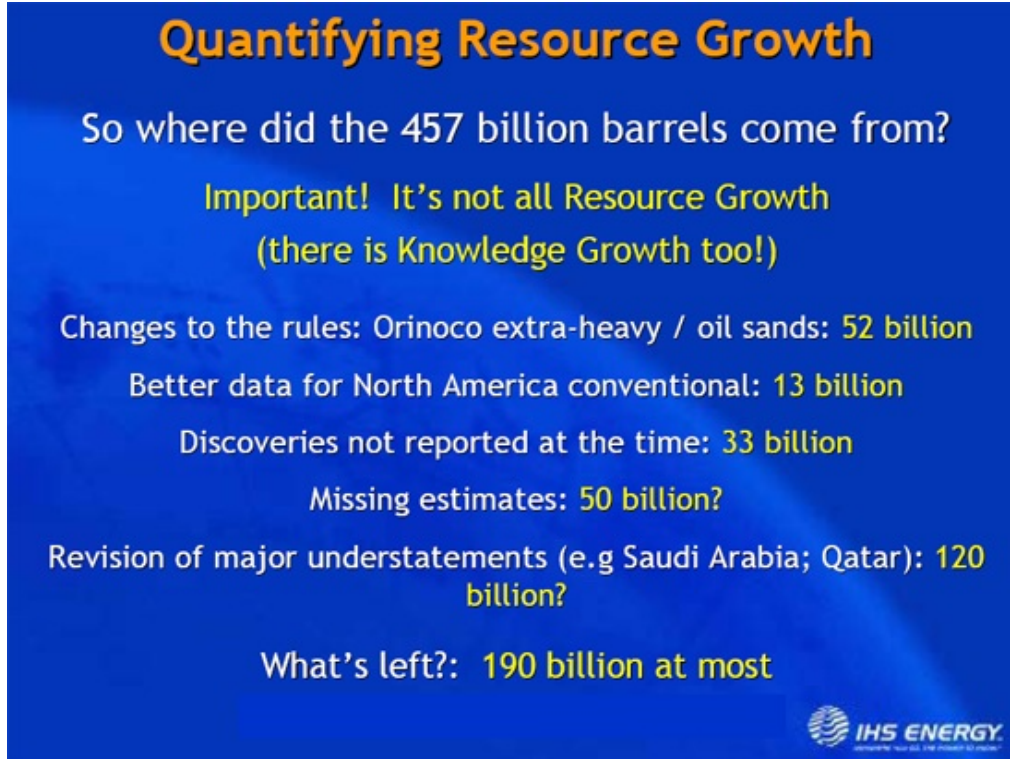 Quantifying Resource Growth
So where did the 457 billion barrels come from?
Important!  It's not all Resource Growth
(there is Knowledge Growth too!)
Changes to the rules: Orinoco extra-heavy / oil sands: 52 billion
Better data for North America conventional: 13 billion
Discoveries not reported at the time: 33 billion
Missing estimates: 50 billion?
Revision of major understatements (e.g Saudi Arabia; Qatar): 120
billion?
What's left?:  190 billion at most
IHS ENERGY.